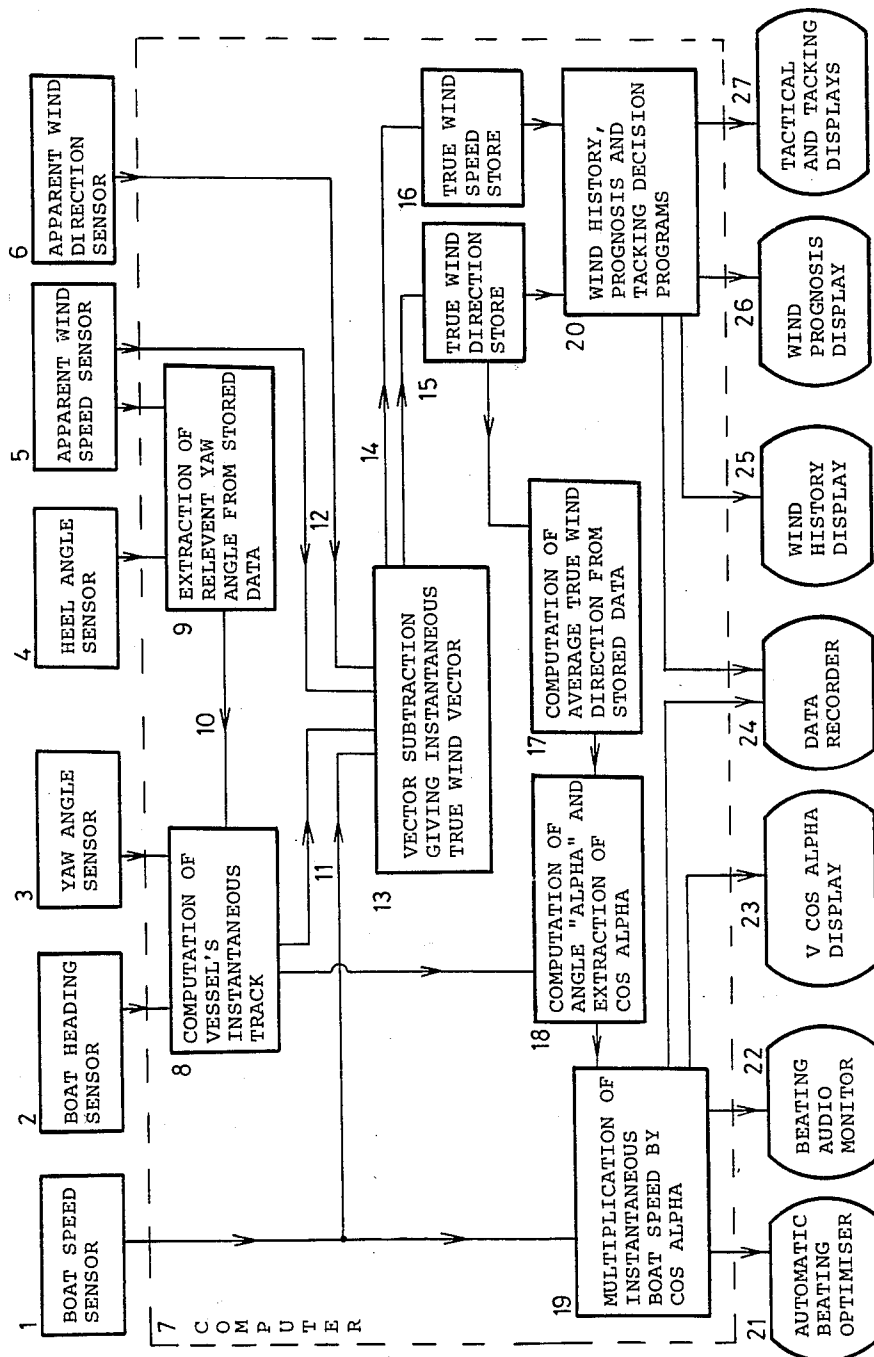 1
BOAT SPEED
SENSOR
2
BOAT HEADING
SENSOR
3
YAW ANGLE
SENSOR
4
HEEL ANGLE
SENSOR
5
APPARENT WIND
SPEED SENSOR
6
APPARENT WIND
DIRECTION
SENSOR
7
COMPUTER
8
COMPUTATION OF
VESSEL'S
INSTANTANEOUS
TRACK
9
EXTRACTION OF
RELEVENT YAW
ANGLE FROM STORED
DATA
10
11
12
13
VECTOR SUBTRACTION
GIVING INSTANTANEOUS
TRUE WIND VECTOR
14
15
TRUE WIND
DIRECTION
STORE
16
TRUE WIND
SPEED
STORE
17
COMPUTATION OF
AVERAGE TRUE WIND
DIRECTION FROM
STORED DATA
18
COMPUTATION OF
ANGLE "ALPHA" AND
EXTRACTION OF
COS ALPHA
19
MULTIPLICATION OF
INSTANTANEOUS
BOAT SPEED BY
COS ALPHA
20
WIND HISTORY,
PROGNOSIS AND
TACKING DECISION
PROGRAMS
21
AUTOMATIC
BEATING
OPTIMISER
22
BEATING
AUDIO
MONITOR
23
V COS ALPHA
DISPLAY
24
DATA
RECORDER
25
WIND
HISTORY
DISPLAY
26
WIND
PROGNOSIS
DISPLAY
27
TACTICAL
AND TACKING
DISPLAYS